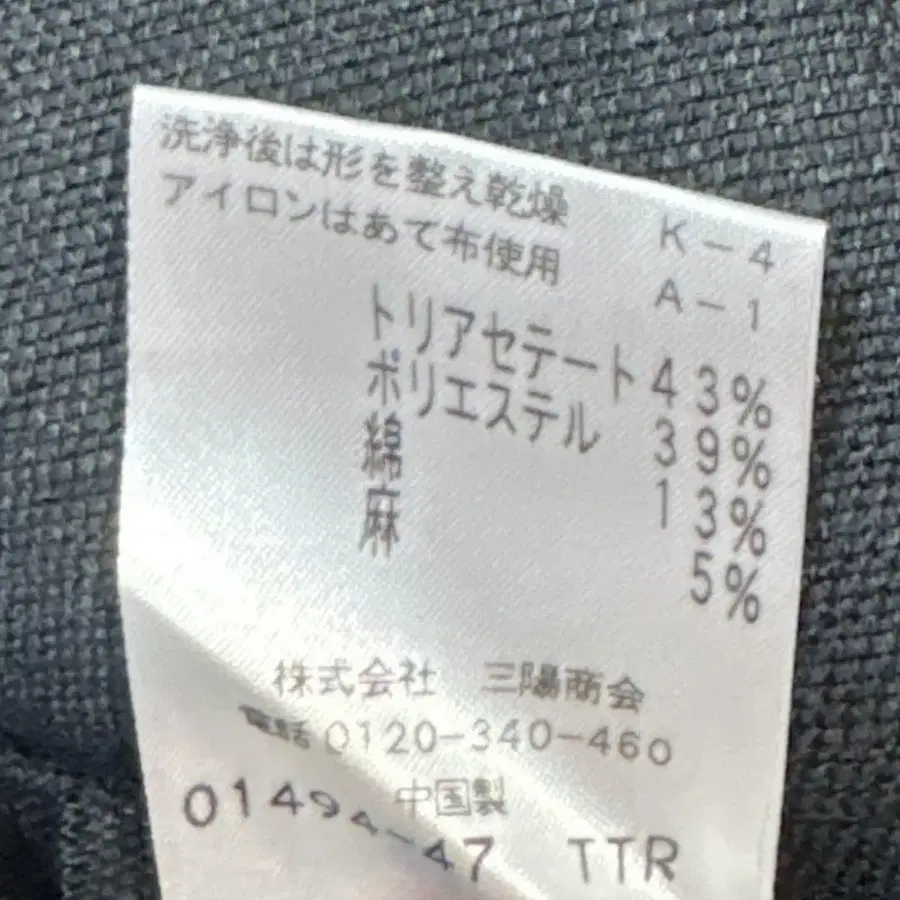 洗浄後は形を整え乾燥 K-4
アイロンはあて布使用 A-1
トリアセテート 43%
ポリエステル 39%
綿 13%
麻 5%
株式会社 三陽商会
電話 0120-340-460
中国製
01494-47 TTR